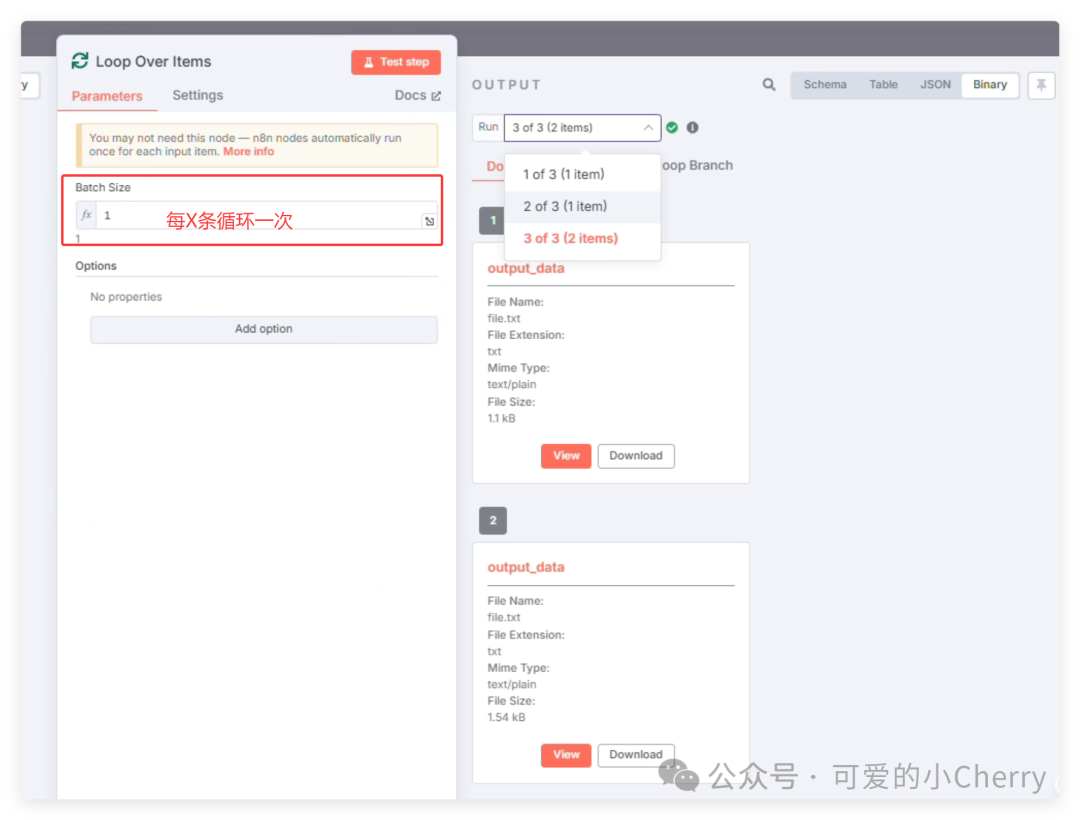 y
Loop Over Items
Test step
Parameters
Settings
Docs
You may not need this node — n8n nodes automatically run
once for each input item. More info
Batch Size
fx
1
每X条循环一次
1
Options
No properties
Add option
OUTPUT
Schema
Table
JSON
Binary
Run
3 of 3 (2 items)
Do
oop Branch
1 of 3 (1 item)
2 of 3 (1 item)
3 of 3 (2 items)
1
output_data
File Name:
file.txt
File Extension:
txt
Mime Type:
text/plain
File Size:
1.1 kB
View
Download
2
output_data
File Name:
file.txt
File Extension:
txt
Mime Type:
text/plain
File Size:
1.54 kB
View
Download
公众号 · 可爱的小Cherry